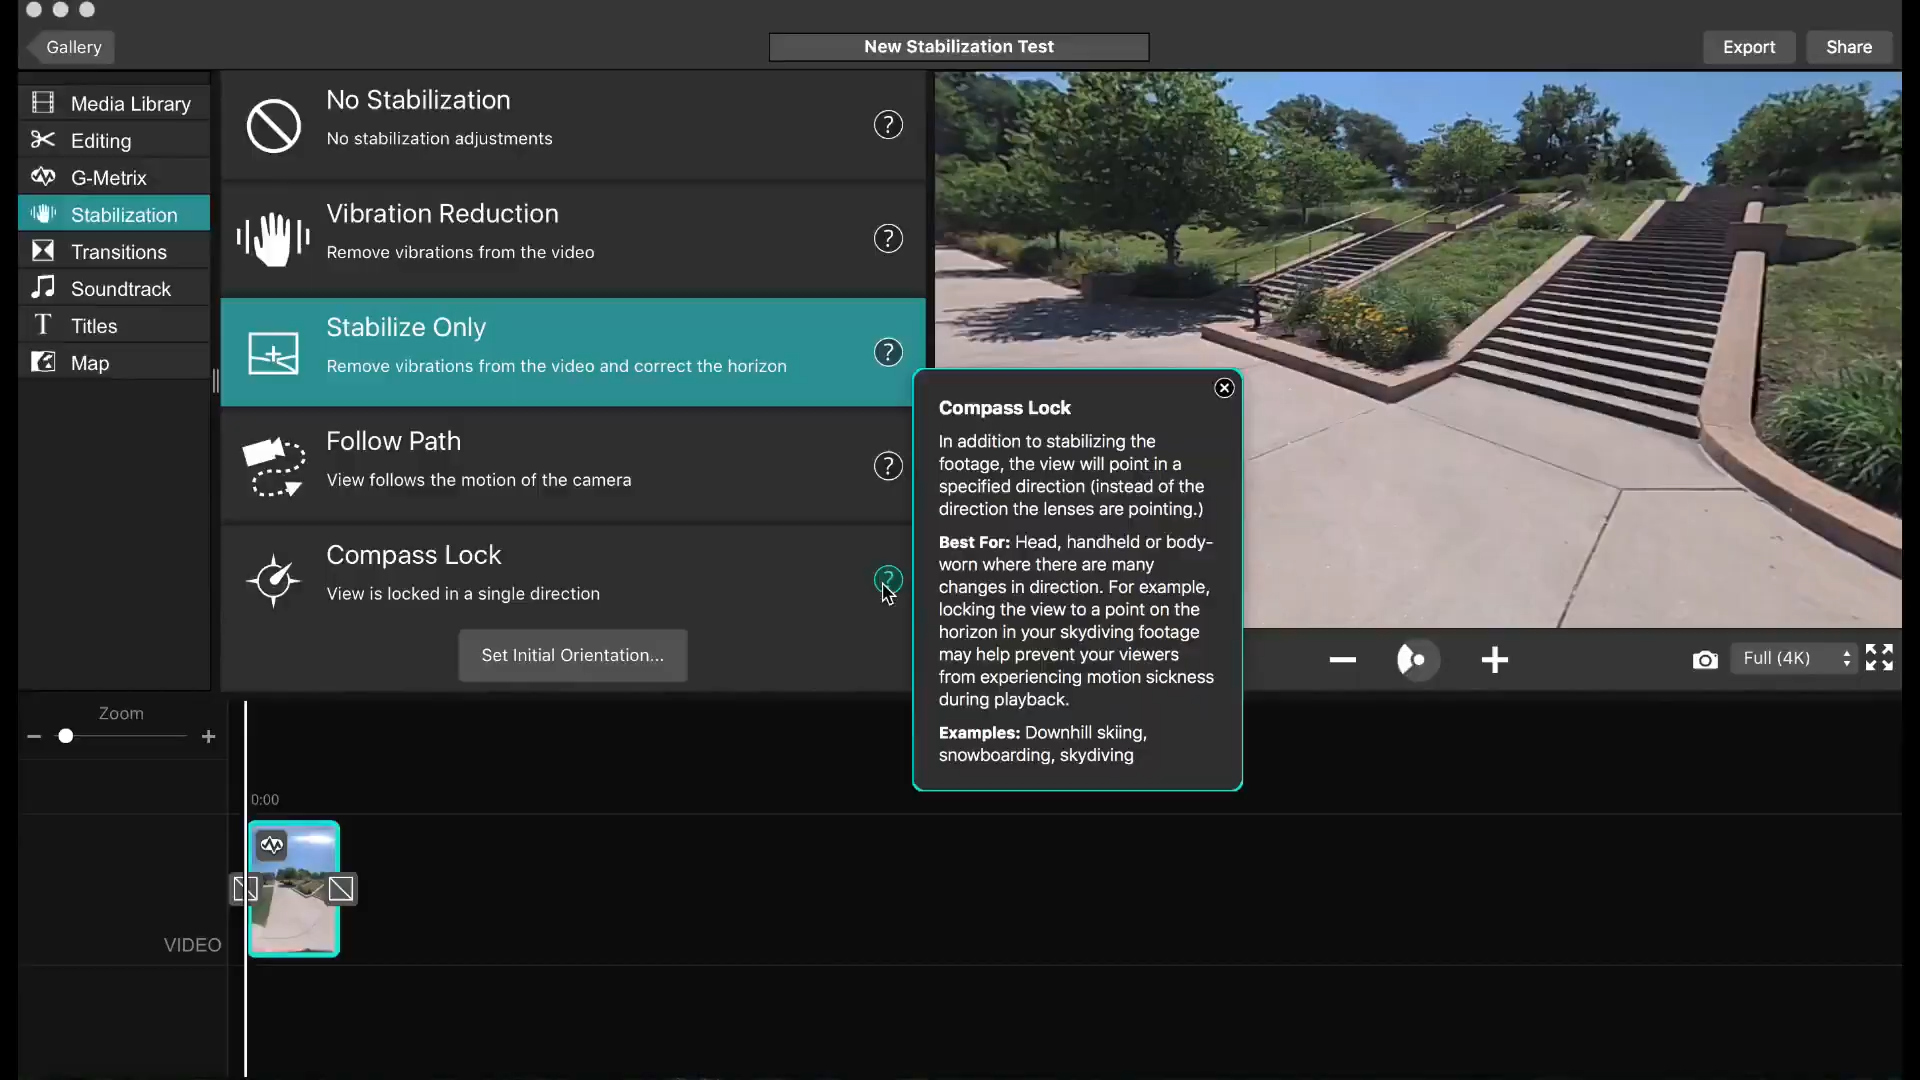 Gallery
New Stabilization Test
Export
Share
Media Library
Editing
G-Metrix
Stabilization
Transitions
Soundtrack
Titles
Map
No Stabilization
No stabilization adjustments
?
Vibration Reduction
Remove vibrations from the video
?
Stabilize Only
Remove vibrations from the video and correct the horizon
?
Follow Path
View follows the motion of the camera
?
Compass Lock
View is locked in a single direction
?
Set Initial Orientation...
Compass Lock
In addition to stabilizing the
footage, the view will point in a
specified direction (instead of the
direction the lenses are pointing.)
Best For: Head, handheld or body-
worn where there are many
changes in direction. For example,
locking the view to a point on the
horizon in your skydiving footage
may help prevent your viewers
from experiencing motion sickness
during playback.
Examples: Downhill skiing,
snowboarding, skydiving
Full (4K)
Zoom
0:00
VIDEO